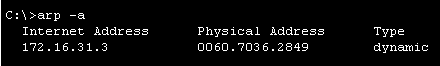 C:\>arp -a
Internet Address Physical Address Type
172.16.31.3 0060.7036.2849 dynamic